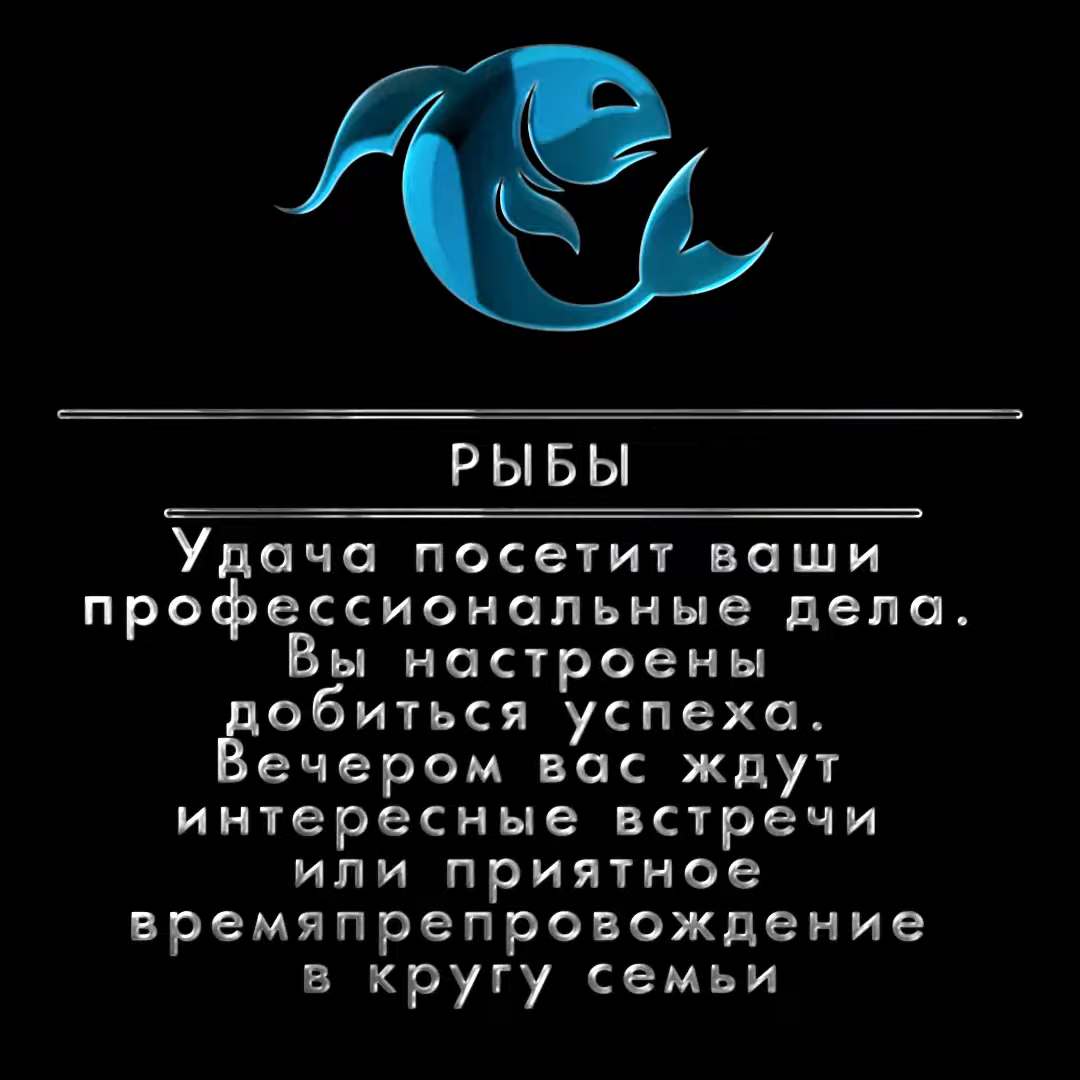 РЫБЫ
Удача посетит ваши
профессиональные дела.
Вы настроены
добиться успеха.
Вечером вас ждут
интересные встречи
или приятное
времяпрепровождение
в кругу семьи